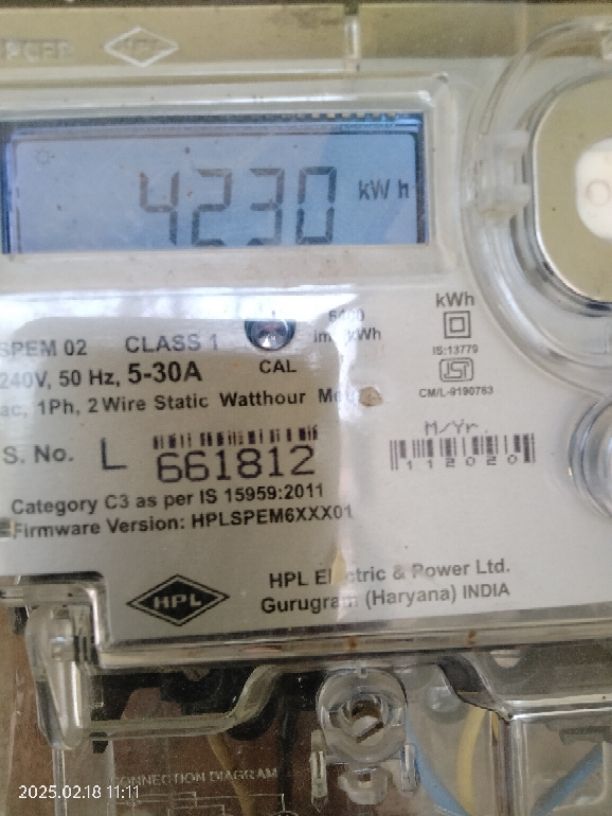 4230 kWh
kWh
IS:13779
CM/L-9190763
SPEM 02 CLASS 1
CAL
240V, 50 Hz, 5-30A
ac, 1Ph, 2 Wire Static Watthour
M/Yr.
112020
S. No. L 661812
Category C3 as per IS 15959:2011
Firmware Version: HPLSPEM6XXX01
HPL
HPL Electric & Power Ltd.
Gurugram (Haryana) INDIA
CONNECTION DIAGRAM
2025.02.18 11:11